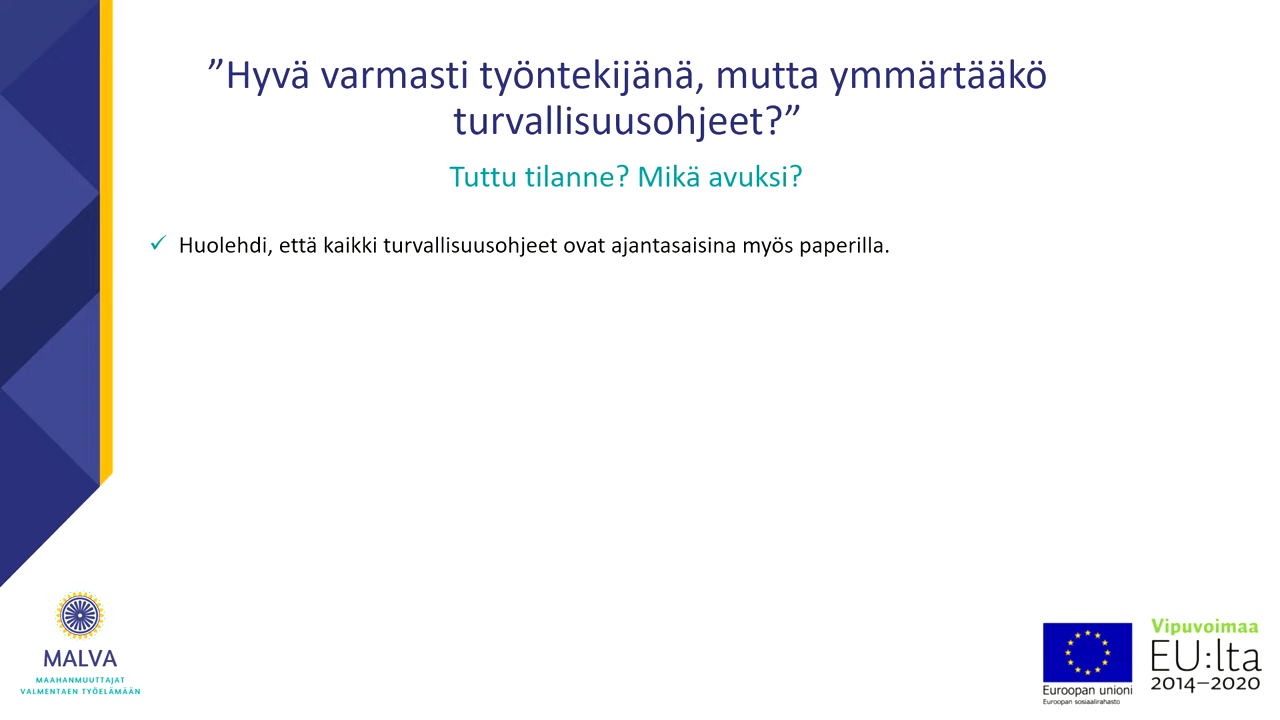 ”Hyvä varmasti työntekijänä, mutta ymmärtääkö
turvallisuusohjeet?”
Tuttu tilanne? Mikä avuksi?
✓ Huolehdi, että kaikki turvallisuusohjeet ovat ajantasaisina myös paperilla.
MALVA
MAAHANMUUTTAJAT
VALMENTAEN TYÖELÄMÄÄN
Euroopan unioni
Euroopan sosiaalirahasto
Vipuvoimaa
EU:lta
2014–2020